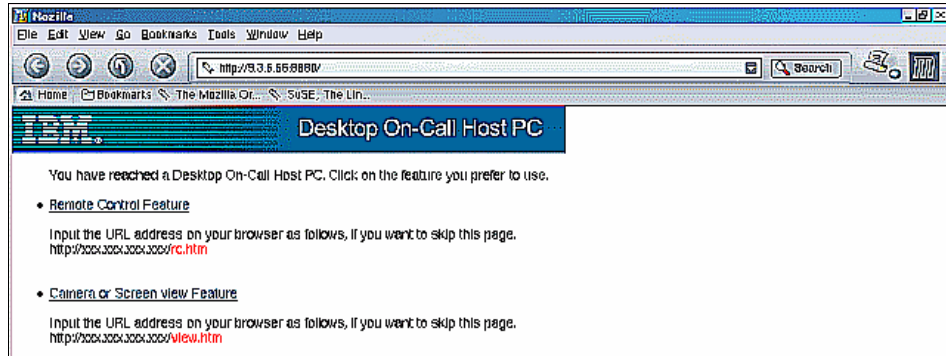 Mozilla
File Edit View Go Bookmarks Tools Window Help
http://9.3.5.56:8880/ Search
Home Bookmarks The Mozilla Or... SuSE, The Lin...
IBM. Desktop On-Call Host PC
You have reached a Desktop On-Call Host PC. Click on the feature you prefer to use.
• Remote Control Feature
Input the URL address on your browser as follows, if you want to skip this page.
http://xxx.xxx.xxx.xxx/rc.htm
• Camera or Screen view Feature
Input the URL address on your browser as follows, if you want to skip this page.
http://xxx.xxx.xxx.xxx/view.htm